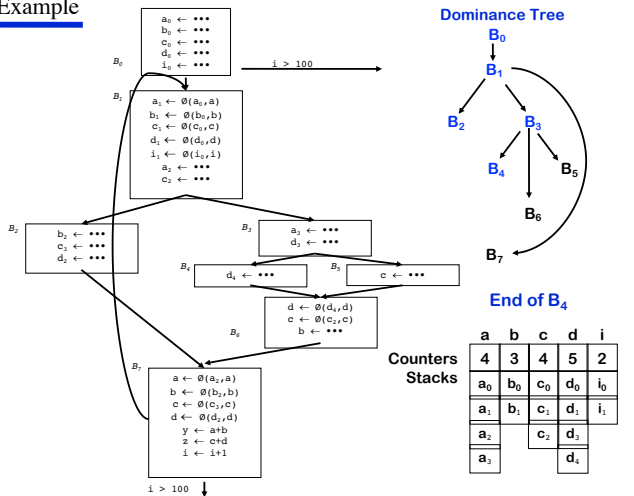 Example
B₀
a₀ ← •••
b₀ ← •••
c₀ ← •••
d₀ ← •••
i₀ ← •••
i > 100
B₁
a₁ ← Ø(a₀,a)
b₁ ← Ø(b₀,b)
c₁ ← Ø(c₀,c)
d₁ ← Ø(d₀,d)
i₁ ← Ø(i₀,i)
a₂ ← •••
c₂ ← •••
B₂
b₂ ← •••
c₃ ← •••
d₂ ← •••
B₃
a₃ ← •••
d₃ ← •••
B₄
d₄ ← •••
B₅
c ← •••
B₆
d ← Ø(d₄,d)
c ← Ø(c₂,c)
b ← •••
B₇
a ← Ø(a₂,a)
b ← Ø(b₂,b)
c ← Ø(c₃,c)
d ← Ø(d₂,d)
y ← a+b
z ← c+d
i ← i+1
i > 100
Dominance Tree
B₀
B₁
B₂ B₃
B₄ B₅
B₆
B₇
End of B₄
a b c d i
Counters 4 3 4 5 2
Stacks a₀ b₀ c₀ d₀ i₀
a₁ b₁ c₁ d₁ i₁
a₂ c₂ d₃
a₃ d₄